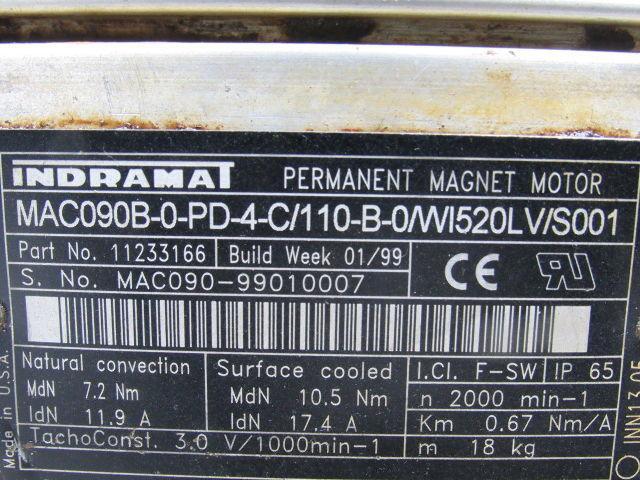 INDRAMAT PERMANENT MAGNET MOTOR
MAC090B-0-PD-4-C/110-B-0/WI520LV/S001
Part No. 11233166 Build Week 01/99
S. No. MAC090-99010007
CE
Natural convection Surface cooled I.Cl. F-SW IP 65
MdN 7.2 Nm MdN 10.5 Nm n 2000 min-1
IdN 11.9 A IdN 17.4 A Km 0.67 Nm/A
TachoConst. 3.0 V/1000min-1 m 18 kg
Made in U.S.A.